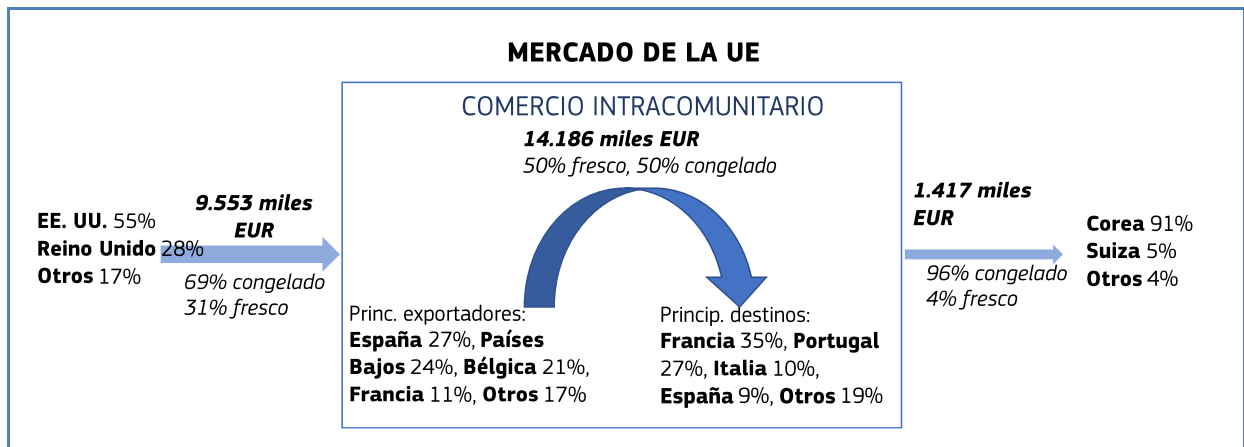 MERCADO DE LA UE
COMERCIO INTRACOMUNITARIO
14.186 miles EUR
50% fresco, 50% congelado
EE. UU. 55%
Reino Unido 28%
Otros 17%
9.553 miles
EUR
69% congelado
31% fresco
Princ. exportadores:
España 27%, Países
Bajos 24%, Bélgica 21%,
Francia 11%, Otros 17%
Princip. destinos:
Francia 35%, Portugal
27%, Italia 10%,
España 9%, Otros 19%
1.417 miles
EUR
96% congelado
4% fresco
Corea 91%
Suiza 5%
Otros 4%